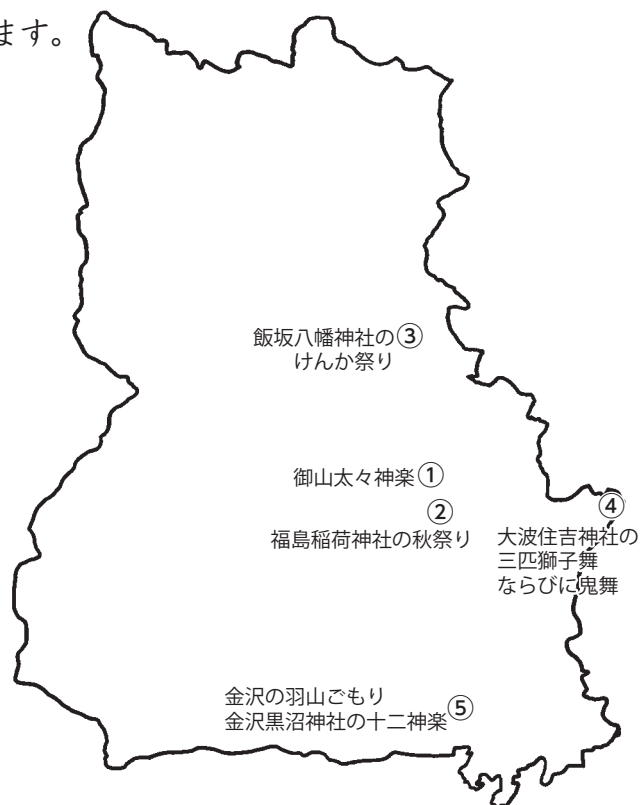 ます。
飯坂八幡神社の③
けんか祭り
御山太々神楽①
②
福島稲荷神社の秋祭り
④
大波住吉神社の
三匹獅子舞
ならびに鬼舞
金沢の羽山ごもり
金沢黒沼神社の十二神楽⑤